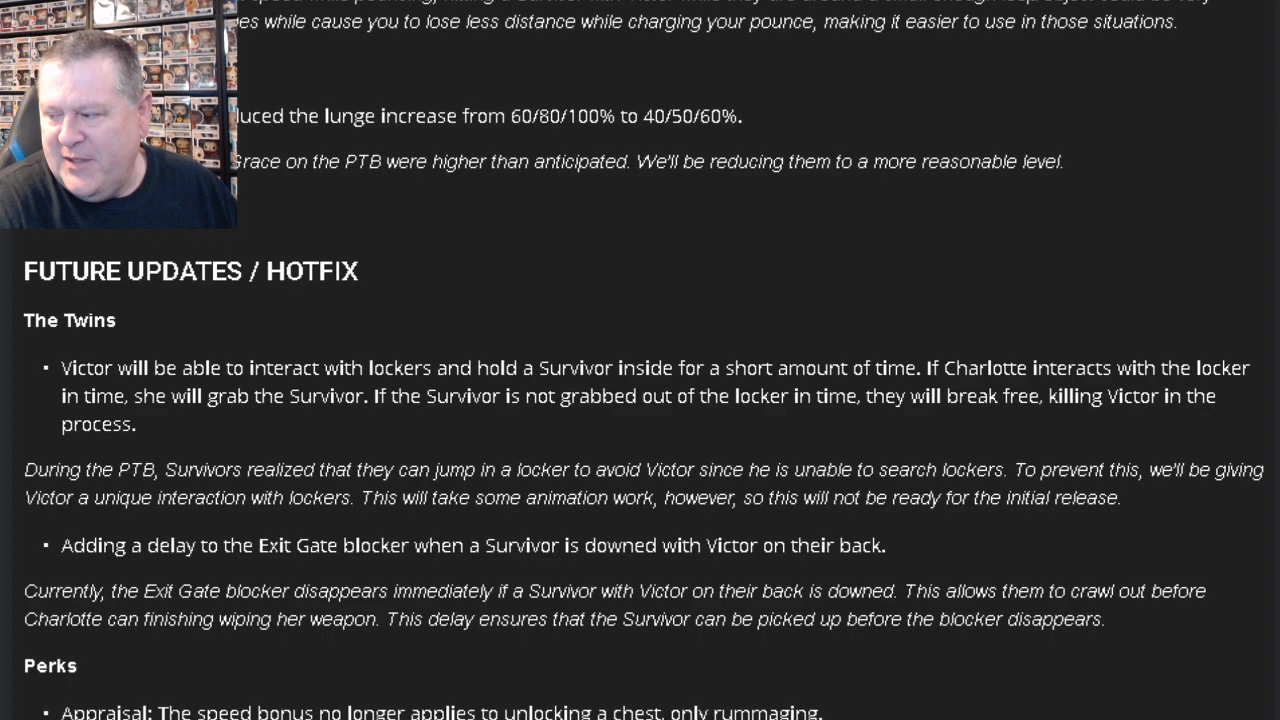 es while cause you to lose less distance while charging your pounce, making it easier to use in those situations.
uced the lunge increase from 60/80/100% to 40/50/60%.
Grace on the PTB were higher than anticipated. We'll be reducing them to a more reasonable level.
FUTURE UPDATES / HOTFIX
The Twins
▪ Victor will be able to interact with lockers and hold a Survivor inside for a short amount of time. If Charlotte interacts with the locker
in time, she will grab the Survivor. If the Survivor is not grabbed out of the locker in time, they will break free, killing Victor in the
process.
During the PTB, Survivors realized that they can jump in a locker to avoid Victor since he is unable to search lockers. To prevent this, we'll be giving
Victor a unique interaction with lockers. This will take some animation work, however, so this will not be ready for the initial release.
▪ Adding a delay to the Exit Gate blocker when a Survivor is downed with Victor on their back.
Currently, the Exit Gate blocker disappears immediately if a Survivor with Victor on their back is downed. This allows them to crawl out before
Charlotte can finishing wiping her weapon. This delay ensures that the Survivor can be picked up before the blocker disappears.
Perks
▪ Appraisal: The speed bonus no longer applies to unlocking a chest, only rummaging.